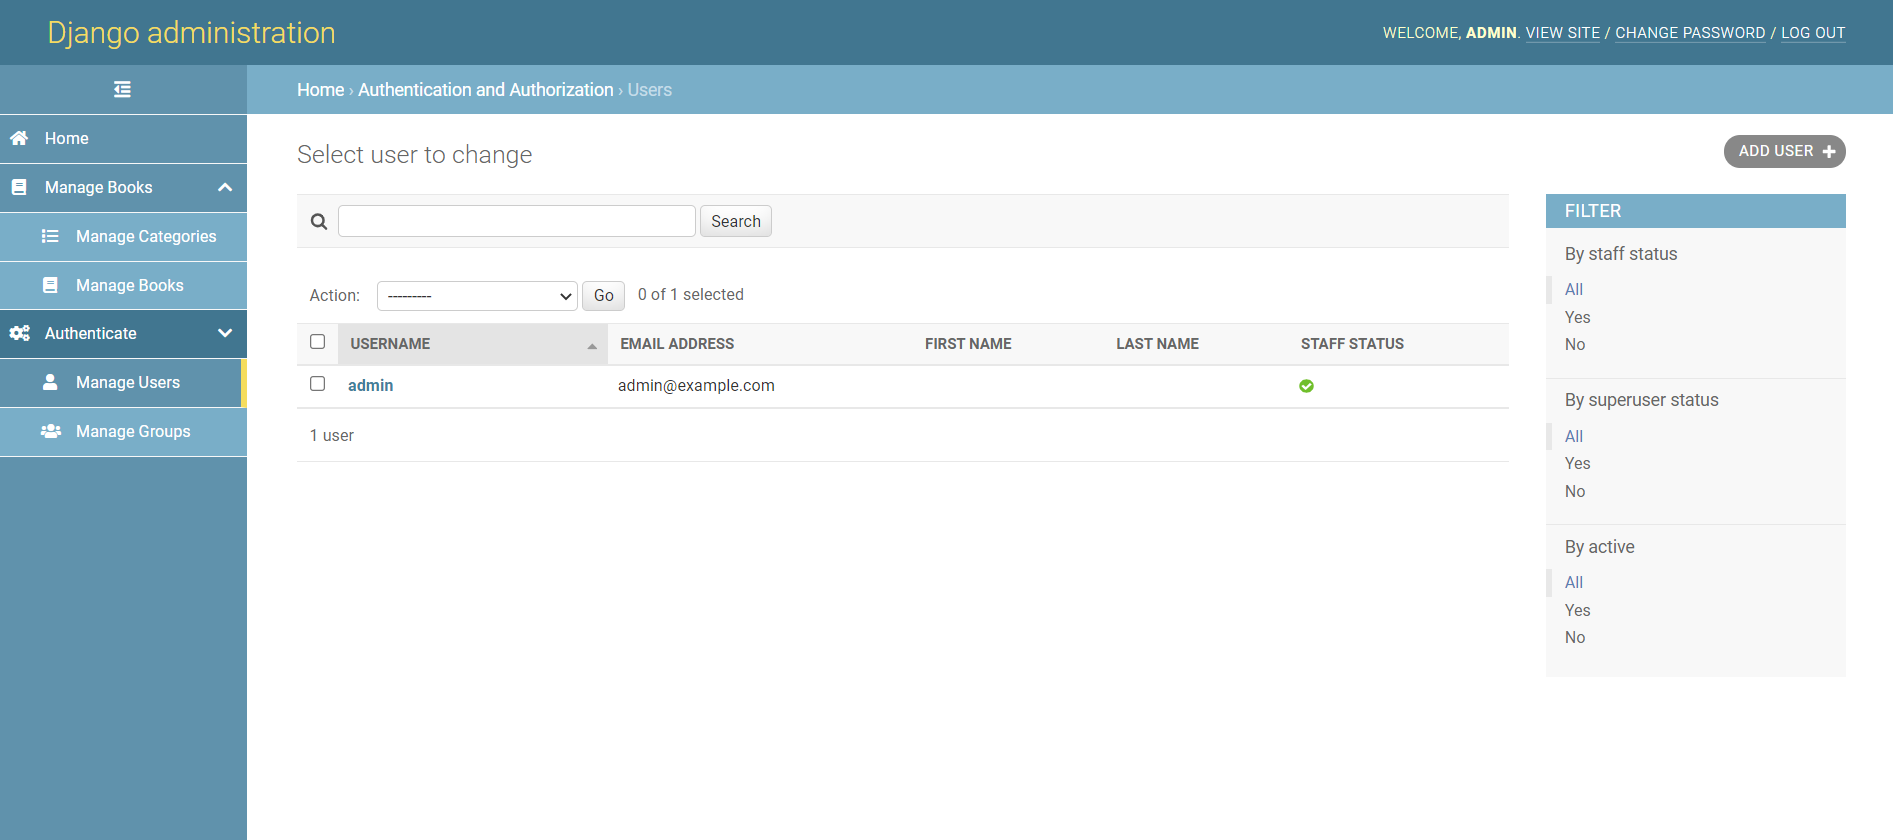 Django administration
WELCOME, ADMIN. VIEW SITE / CHANGE PASSWORD / LOG OUT
Home › Authentication and Authorization › Users
Home
Manage Books
Manage Categories
Manage Books
Authenticate
Manage Users
Manage Groups
Select user to change
ADD USER
Search
Action: --------- Go 0 of 1 selected
USERNAME EMAIL ADDRESS FIRST NAME LAST NAME STAFF STATUS
admin admin@example.com
1 user
FILTER
By staff status
All
Yes
No
By superuser status
All
Yes
No
By active
All
Yes
No